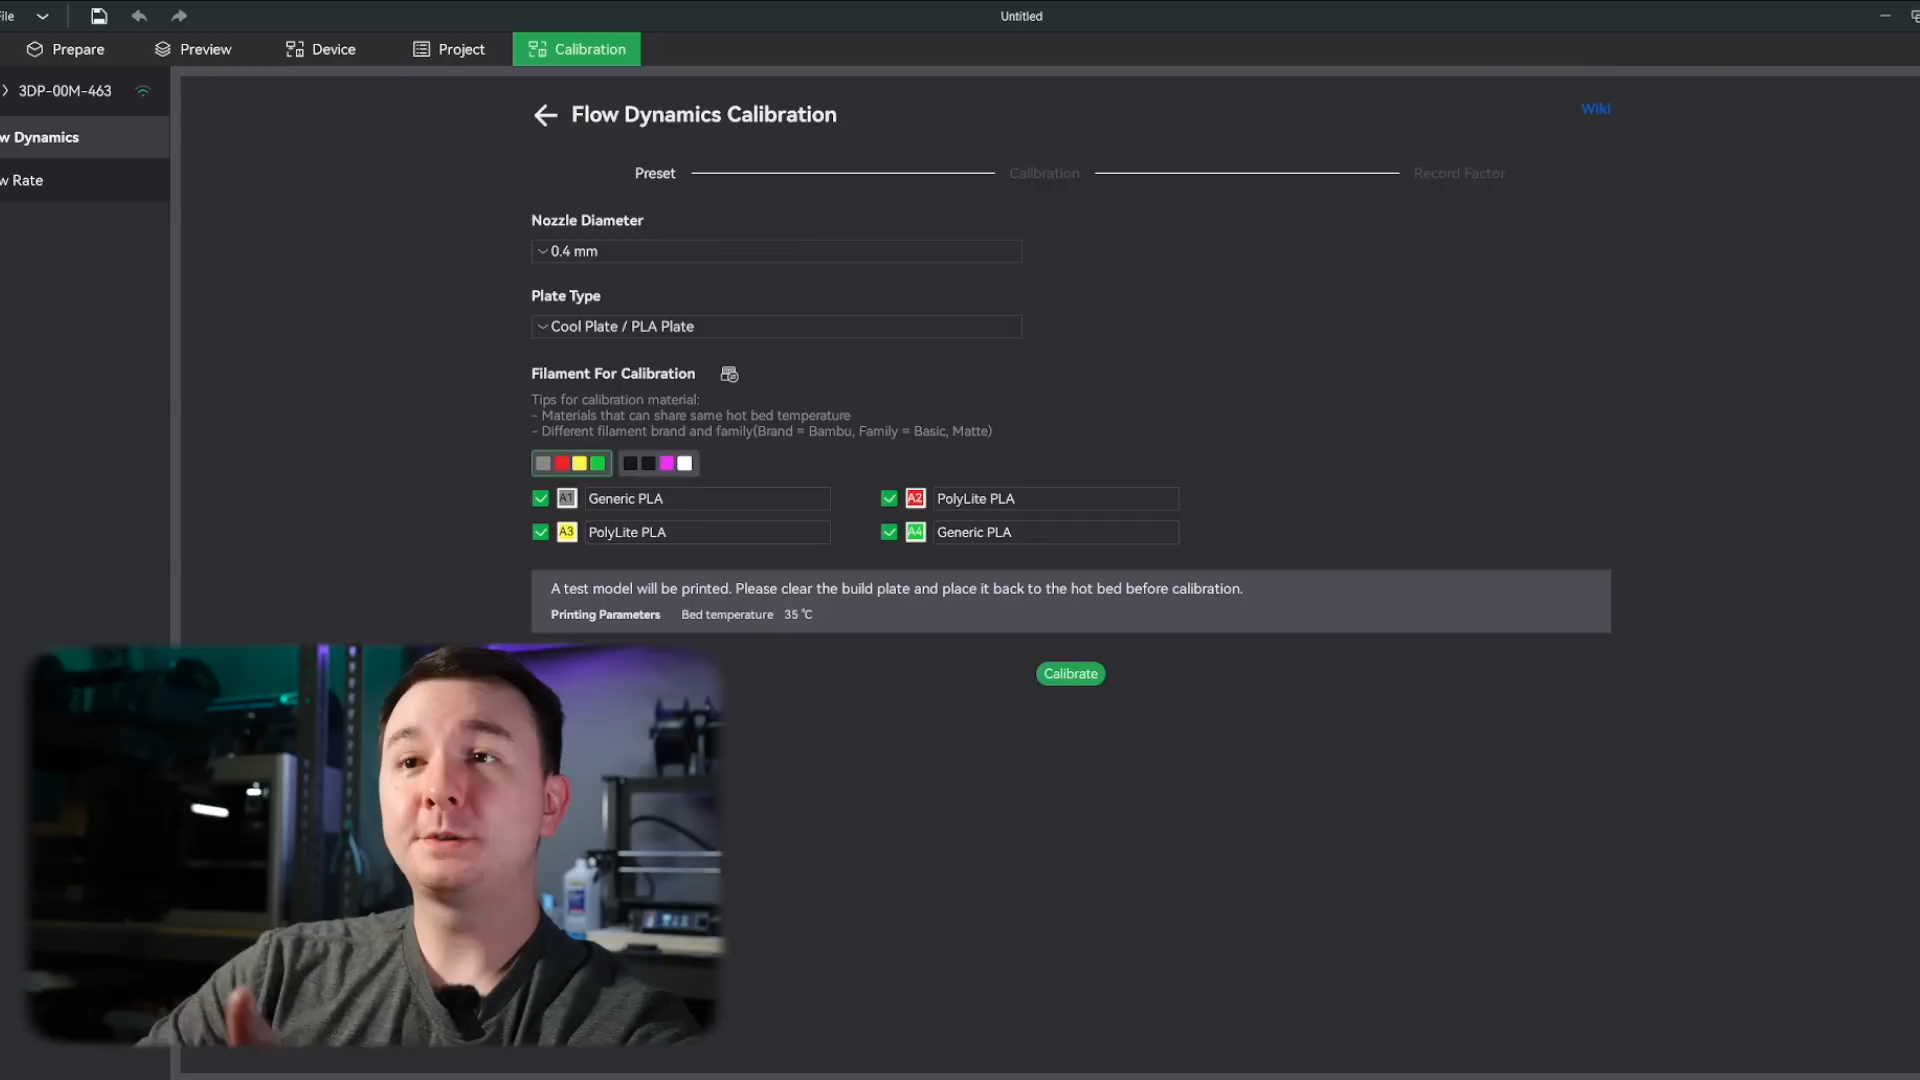 ile
Untitled
Prepare
Preview
Device
Project
Calibration
3DP-00M-463
w Dynamics
w Rate
Flow Dynamics Calibration
Wiki
Preset
Calibration
Record Factor
Nozzle Diameter
0.4 mm
Plate Type
Cool Plate / PLA Plate
Filament For Calibration
Tips for calibration material:
- Materials that can share same hot bed temperature
- Different filament brand and family(Brand = Bambu, Family = Basic, Matte)
A1 Generic PLA
A2 PolyLite PLA
A3 PolyLite PLA
A4 Generic PLA
A test model will be printed. Please clear the build plate and place it back to the hot bed before calibration.
Printing Parameters Bed temperature 35 ℃
Calibrate